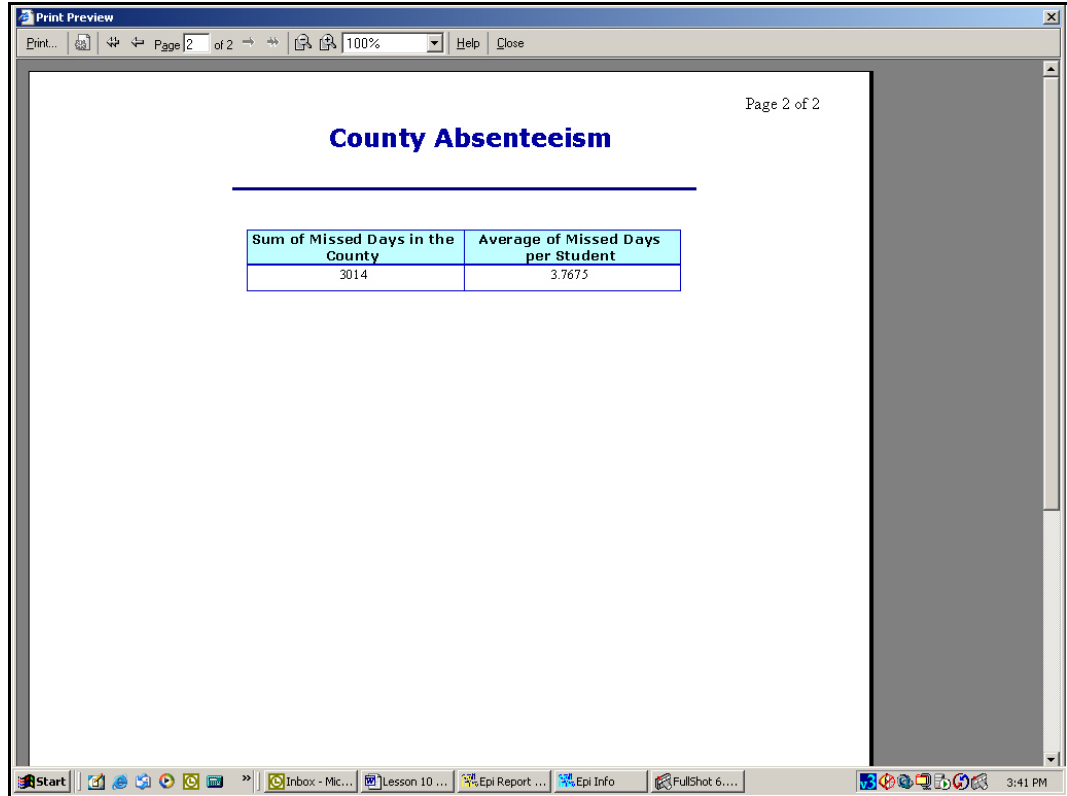 Print Preview
Print... Page 2 of 2 100% Help Close
Page 2 of 2
County Absenteeism
Sum of Missed Days in the County
Average of Missed Days per Student
3014 3.7675
Start » Inbox - Mic... Lesson 10 ... Epi Report ... Epi Info FullShot 6.... 3:41 PM